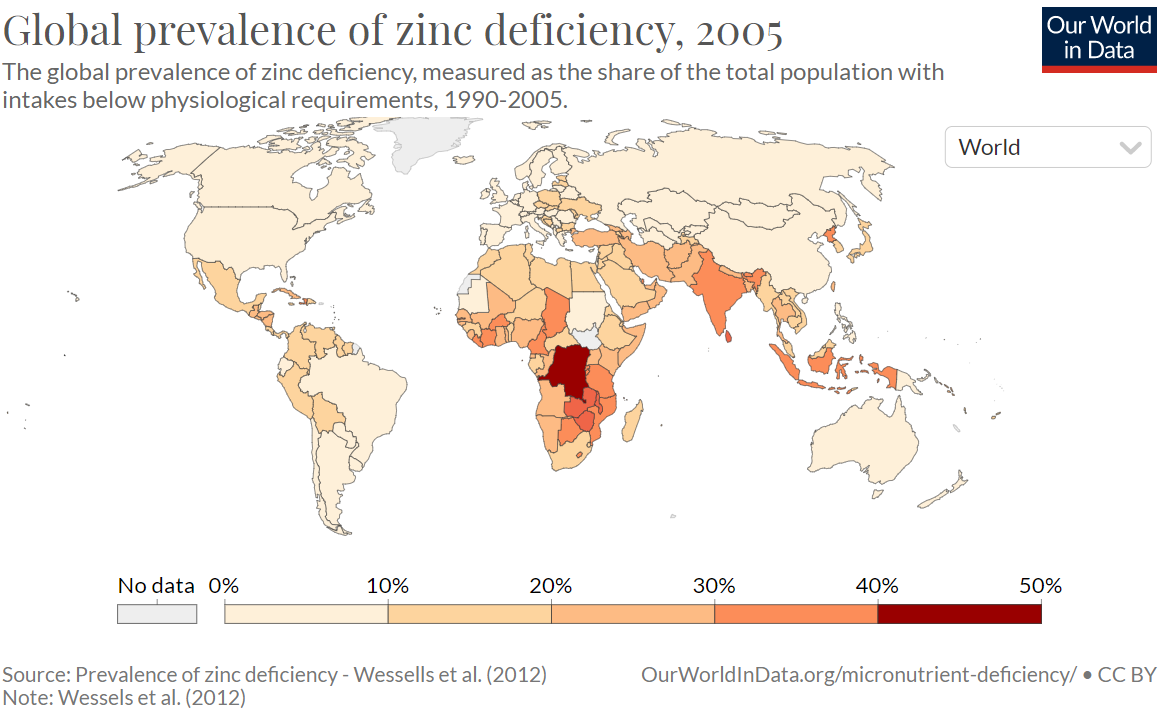 Global prevalence of zinc deficiency, 2005
Our World
in Data
The global prevalence of zinc deficiency, measured as the share of the total population with
intakes below physiological requirements, 1990-2005.
World
No data 0% 10% 20% 30% 40% 50%
Source: Prevalence of zinc deficiency - Wessells et al. (2012)
OurWorldInData.org/micronutrient-deficiency/ • CC BY
Note: Wessels et al. (2012)